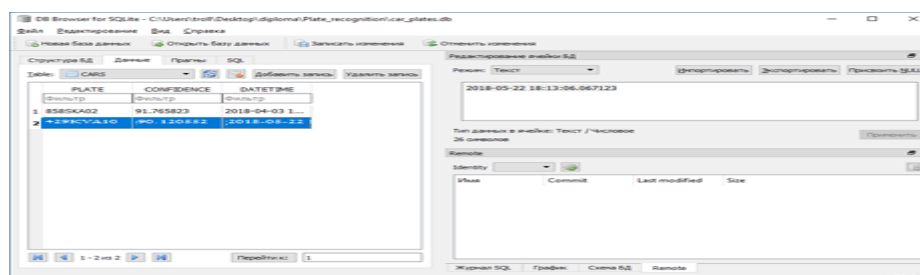 DB Browser for SQLite - C:\Users\troll\Desktop\diploma\Plate_recognition\car_plates.db
Файл Редактирование Вид Справка
Новая база данных Открыть базу данных Записать изменения Отменить изменения
Структура БД Данные Прагмы SQL
Table: CARS Добавить запись Удалить запись
PLATE CONFIDENCE DATETIME
Фильтр Фильтр Фильтр
1 858SKA02 91.765823 2018-04-03 1...
2 90.120882 2018-05-22
1 - 2 из 2 Перейти к: 1
Редактирование ячейки БД
Режим: Текст Импортировать Экспортировать Присвоить NULL
2018-05-22 18:13:06.067123
Тип данных в ячейке: Текст / Числовое
26 символов
Применить
Remote
Identity
Имя Commit Last modified Size
Журнал SQL График Схема БД Remote